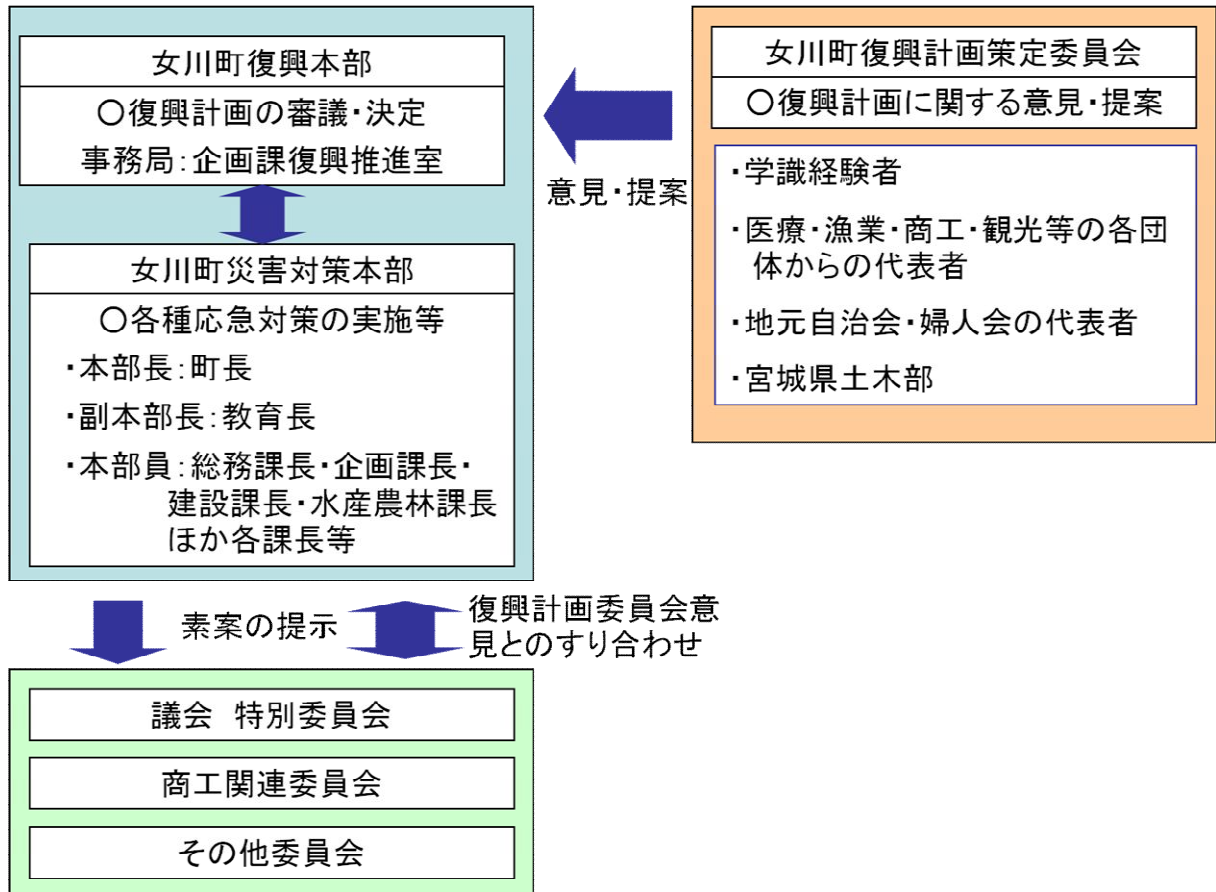 女川町復興本部
〇復興計画の審議・決定
事務局：企画課復興推進室
女川町災害対策本部
〇各種応急対策の実施等
・本部長：町長
・副本部長：教育長
・本部員：総務課長・企画課長・
建設課長・水産農林課長
ほか各課長等
意見・提案
女川町復興計画策定委員会
〇復興計画に関する意見・提案
・学識経験者
・医療・漁業・商工・観光等の各団
体からの代表者
・地元自治会・婦人会の代表者
・宮城県土木部
素案の提示
復興計画委員会意
見とのすり合わせ
議会　特別委員会
商工関連委員会
その他委員会